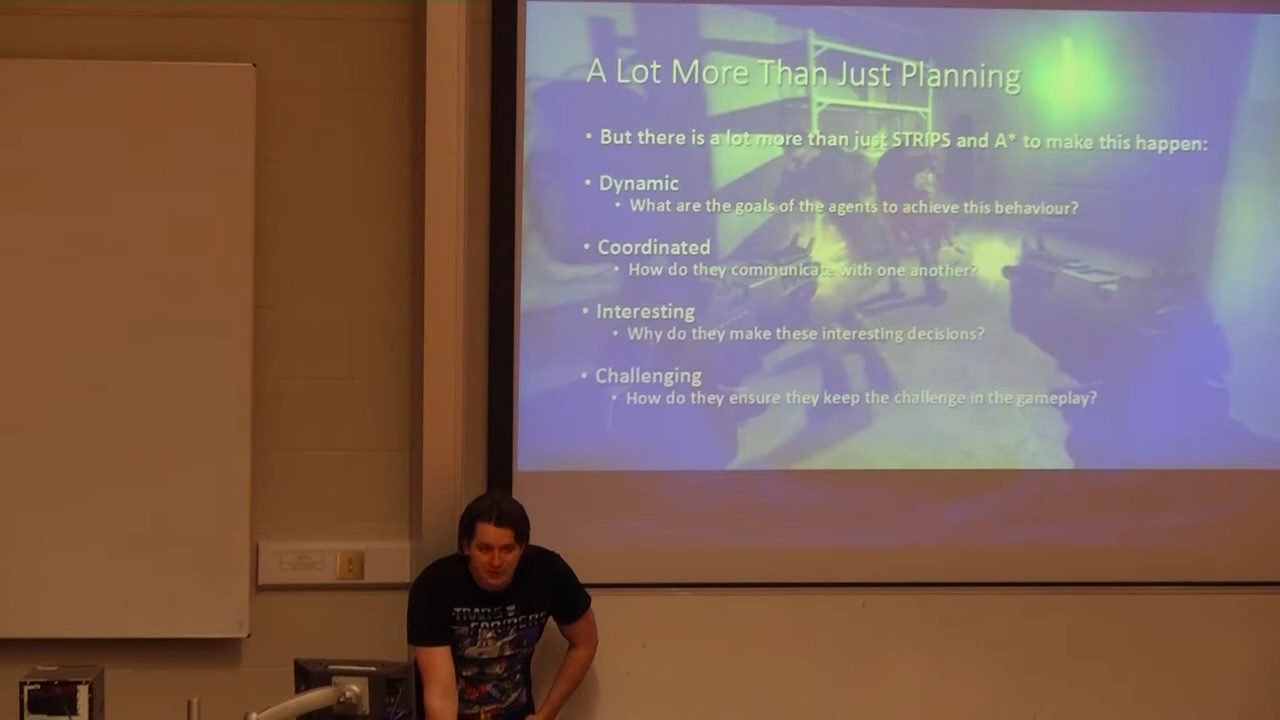 A Lot More Than Just Planning
• But there is a lot more than just STRIPS and A* to make this happen:
• Dynamic
• What are the goals of the agents to achieve this behaviour?
• Coordinated
• How do they communicate with one another?
• Interesting
• Why do they make these interesting decisions?
• Challenging
• How do they ensure they keep the challenge in the gameplay?
TRANS
FORMERS